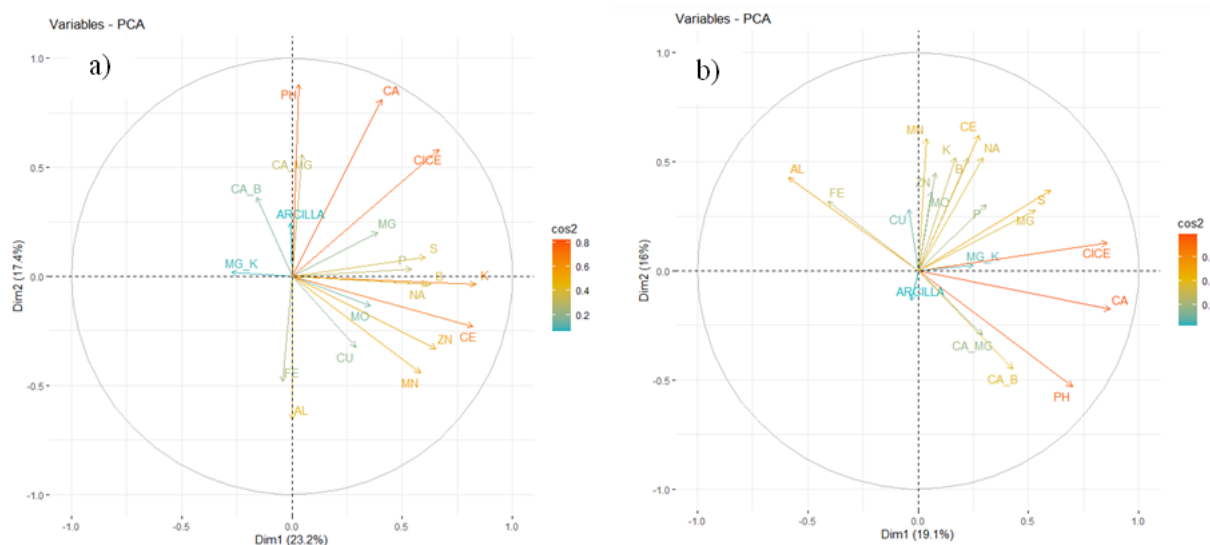 Variables - PCA
a)
1.0
0.5
0.0
-0.5
-1.0
Dim2 (17.4%)
-1.0
-0.5
0.0
0.5
1.0
Dim1 (23.2%)
PH
CA
CICE
CA_MG
CA_B
ARCILLA
MG
S
P
MG_K
B
K
NA
MO
CE
ZN
CU
MN
FE
AL
cos2
0.8
0.6
0.4
0.2
Variables - PCA
b)
1.0
0.5
0.0
-0.5
-1.0
Dim2 (16%)
-1.0
-0.5
0.0
0.5
1.0
Dim1 (19.1%)
MN
CE
K
NA
B
AL
ZN
FE
MO
S
P
CU
MG
MG_K
CICE
ARCILLA
CA
CA_MG
CA_B
PH
cos2
0.
0.
0.